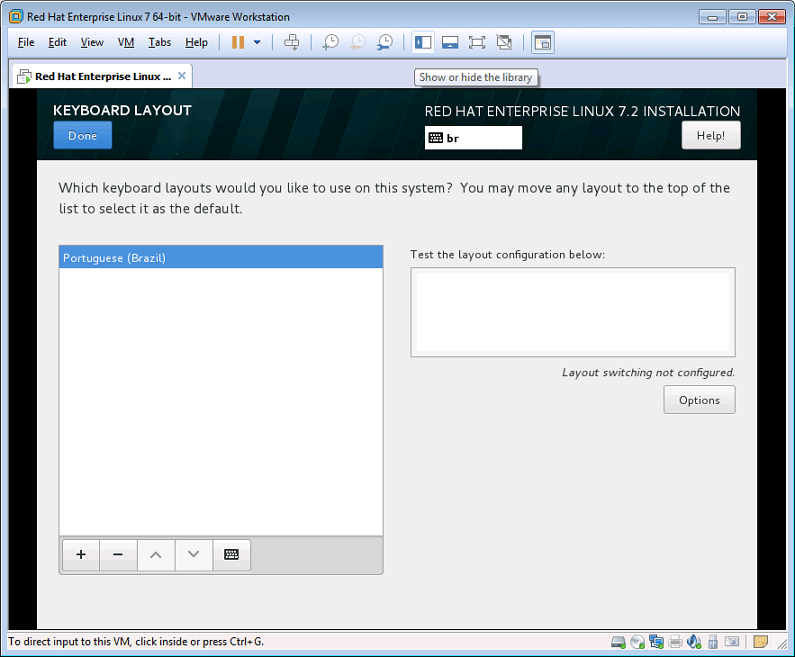 Red Hat Enterprise Linux 7 64-bit - VMware Workstation
File Edit View VM Tabs Help
Show or hide the library
Red Hat Enterprise Linux ...
KEYBOARD LAYOUT
RED HAT ENTERPRISE LINUX 7.2 INSTALLATION
Done
br
Help!
Which keyboard layouts would you like to use on this system? You may move any layout to the top of the
list to select it as the default.
Portuguese (Brazil)
Test the layout configuration below:
Layout switching not configured.
Options
To direct input to this VM, click inside or press Ctrl+G.